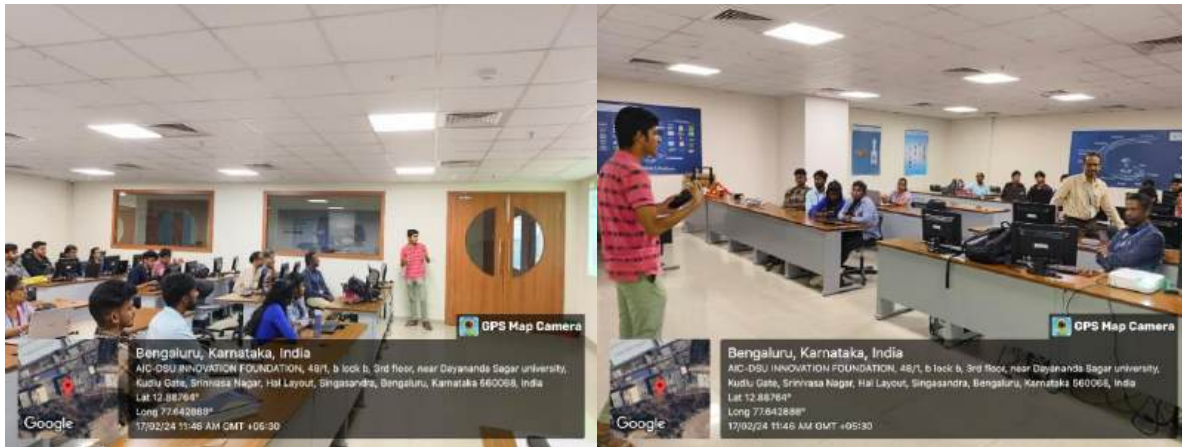 GPS Map Camera
Bengaluru, Karnataka, India
AIC-DSU INNOVATION FOUNDATION, 48/1, b lock b, 3rd floor, near Dayananda Sagar university,
Kudlu Gate, Srinivasa Nagar, Hal Layout, Singasandra, Bengaluru, Karnataka 560068, India
Lat 12.88764°
Long 77.642888°
17/02/24 11:46 AM GMT +05:30
Google
GPS Map Camera
Bengaluru, Karnataka, India
AIC-DSU INNOVATION FOUNDATION, 48/1, b lock b, 3rd floor, near Dayananda Sagar university,
Kudlu Gate, Srinivasa Nagar, Hal Layout, Singasandra, Bengaluru, Karnataka 560068, India
Lat 12.88764°
Long 77.642888°
17/02/24 11:46 AM GMT +05:30
Google